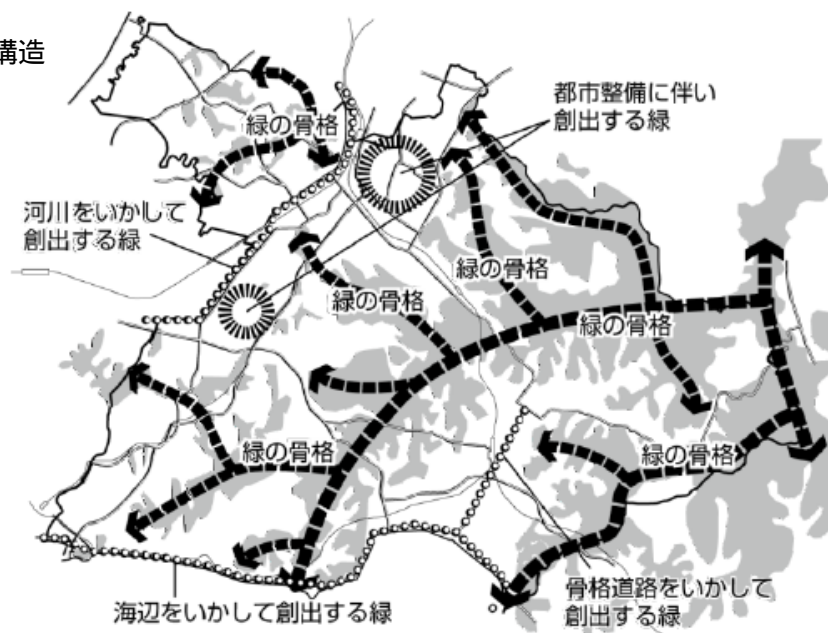 構造
都市整備に伴い
創出する緑
緑の骨格
河川をいかして
創出する緑
緑の骨格
緑の骨格
緑の骨格
緑の骨格
緑の骨格
骨格道路をいかして
創出する緑
海辺をいかして創出する緑